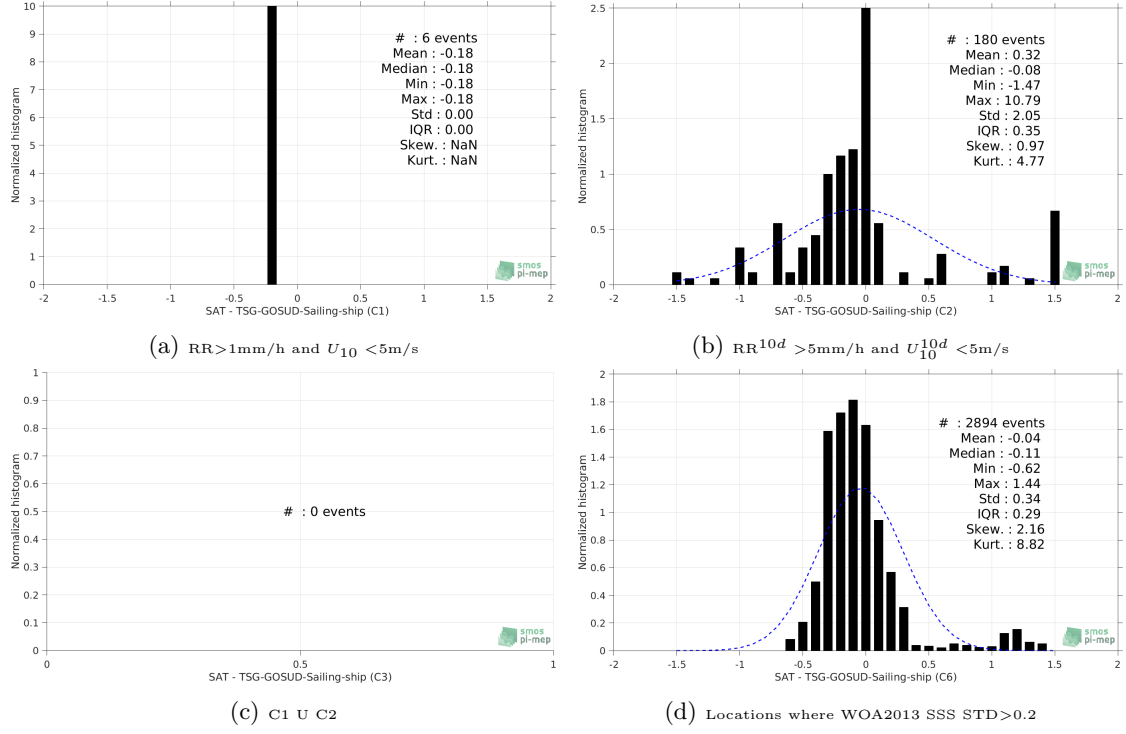 10
9
8
7
6
5
4
3
2
1
0
Normalized histogram
# : 6 events
Mean : -0.18
Median : -0.18
Min : -0.18
Max : -0.18
Std : 0.00
IQR : 0.00
Skew. : NaN
Kurt. : NaN
smos
pi-mep
-2 -1.5 -1 -0.5 0 0.5 1 1.5 2
SAT - TSG-GOSUD-Sailing-ship (C1)
(a) RR>1mm/h and U10 <5m/s
2.5
2
1.5
1
0.5
0
Normalized histogram
# : 180 events
Mean : 0.32
Median : -0.08
Min : -1.47
Max : 10.79
Std : 2.05
IQR : 0.35
Skew. : 0.97
Kurt. : 4.77
smos
pi-mep
-2 -1.5 -1 -0.5 0 0.5 1 1.5 2
SAT - TSG-GOSUD-Sailing-ship (C2)
(b) RR10d >5mm/h and U10d10 <5m/s
1
0.9
0.8
0.7
0.6
0.5
0.4
0.3
0.2
0.1
0
Normalized histogram
# : 0 events
smos
pi-mep
0 0.5 1
SAT - TSG-GOSUD-Sailing-ship (C3)
(c) C1 U C2
2
1.8
1.6
1.4
1.2
1
0.8
0.6
0.4
0.2
0
Normalized histogram
# : 2894 events
Mean : -0.04
Median : -0.11
Min : -0.62
Max : 1.44
Std : 0.34
IQR : 0.29
Skew. : 2.16
Kurt. : 8.82
smos
pi-mep
-2 -1.5 -1 -0.5 0 0.5 1 1.5 2
SAT - TSG-GOSUD-Sailing-ship (C6)
(d) Locations where WOA2013 SSS STD>0.2